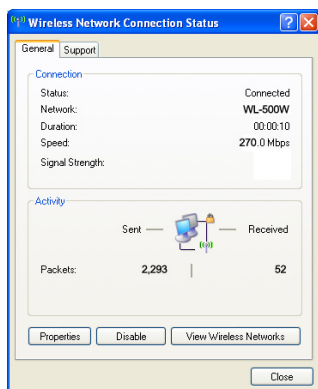 Wireless Network Connection Status
General Support
Connection
Status: Connected
Network: WL-500W
Duration: 00:00:10
Speed: 270.0 Mbps
Signal Strength:
Activity
Sent Received
Packets: 2,293 52
Properties Disable View Wireless Networks
Close